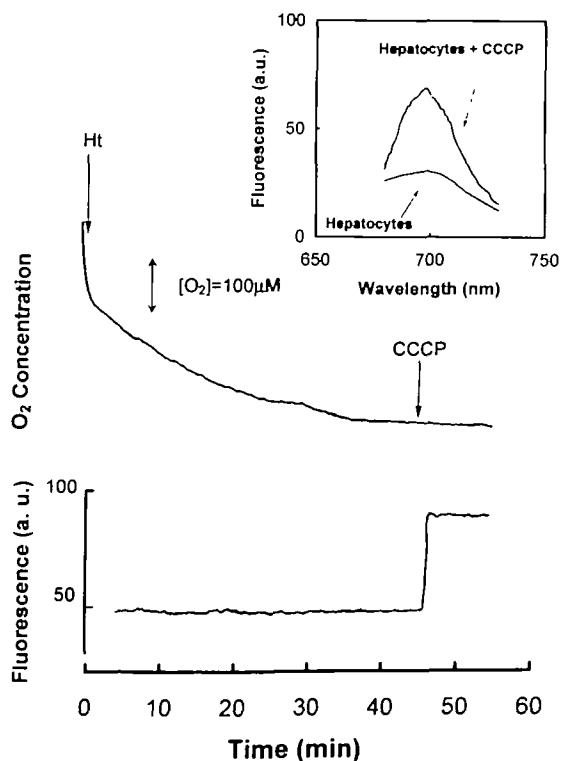 100
50
0
Fluorescence (a.u.)
Hepatocytes + CCCP
Hepatocytes
650
700
750
Wavelength (nm)
Ht
[O₂]=100μM
CCCP
O₂ Concentration
100
50
Fluorescence (a. u.)
0
10
20
30
40
50
60
Time (min)